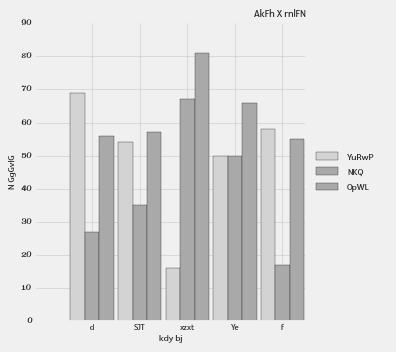 AkFh X rnlFN
90
80
70
60
50
40
30
20
10
0
N GgGvlG
d SJT xzxt Ye f
kdy bj
YuRwP
NKQ
OpWL